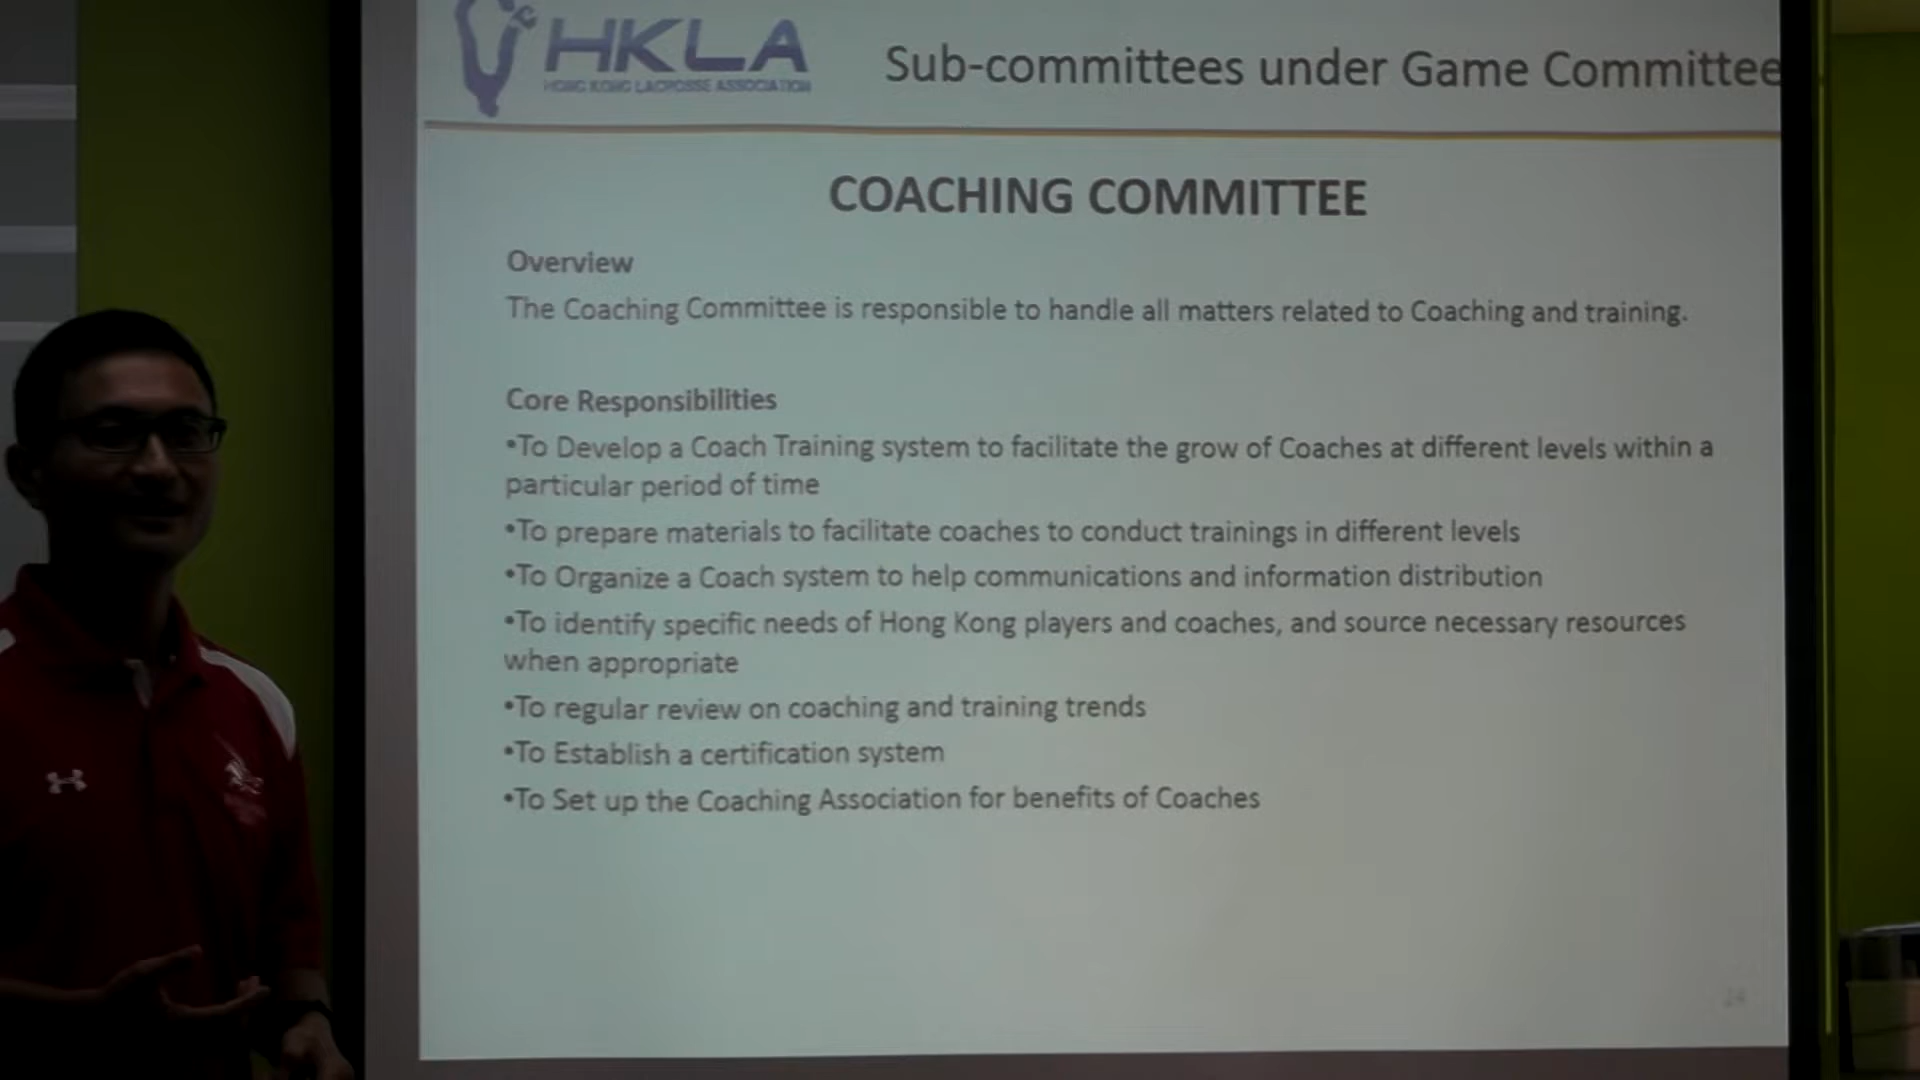 HKLA
HONG KONG LACROSSE ASSOCIATION
Sub-committees under Game Committee
COACHING COMMITTEE
Overview
The Coaching Committee is responsible to handle all matters related to Coaching and training.
Core Responsibilities
•To Develop a Coach Training system to facilitate the grow of Coaches at different levels within a
particular period of time
•To prepare materials to facilitate coaches to conduct trainings in different levels
•To Organize a Coach system to help communications and information distribution
•To identify specific needs of Hong Kong players and coaches, and source necessary resources
when appropriate
•To regular review on coaching and training trends
•To Establish a certification system
•To Set up the Coaching Association for benefits of Coaches